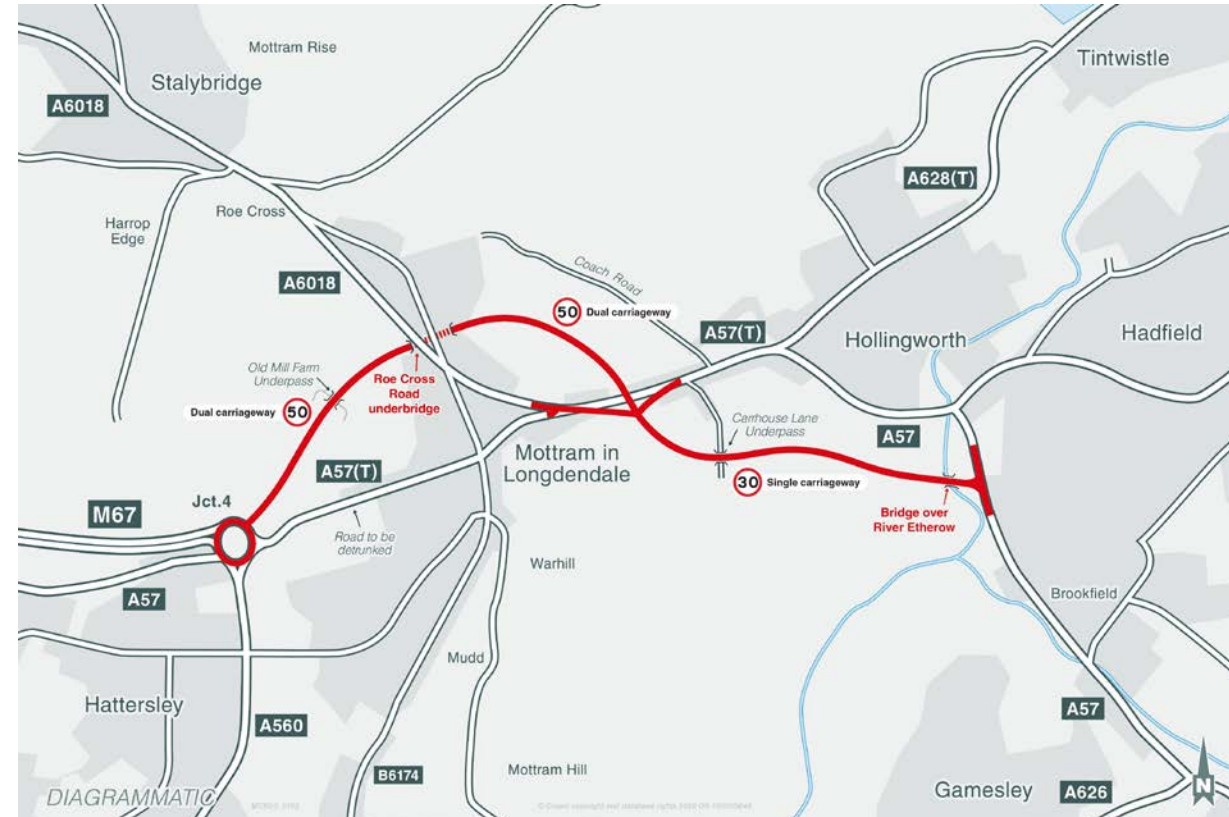 Mottram Rise
Stalybridge
Tintwistle
A6018
A628(T)
Roe Cross
Harrop
Edge
Coach Road
A6018
50 Dual carriageway
A57(T)
Hollingworth
Hadfield
Old Mill Farm
Underpass
Roe Cross
Road
underbridge
Dual carriageway 50
Carrhouse Lane
Underpass
A57
Mottram in
Longdendale
A57(T)
30 Single carriageway
Jct.4
M67
Road to be
detrunked
Bridge over
River Etherow
Warhill
A57
Brookfield
Mudd
Hattersley
A560
A57
B6174
Mottram Hill
Gamesley
A626
N
DIAGRAMMATIC